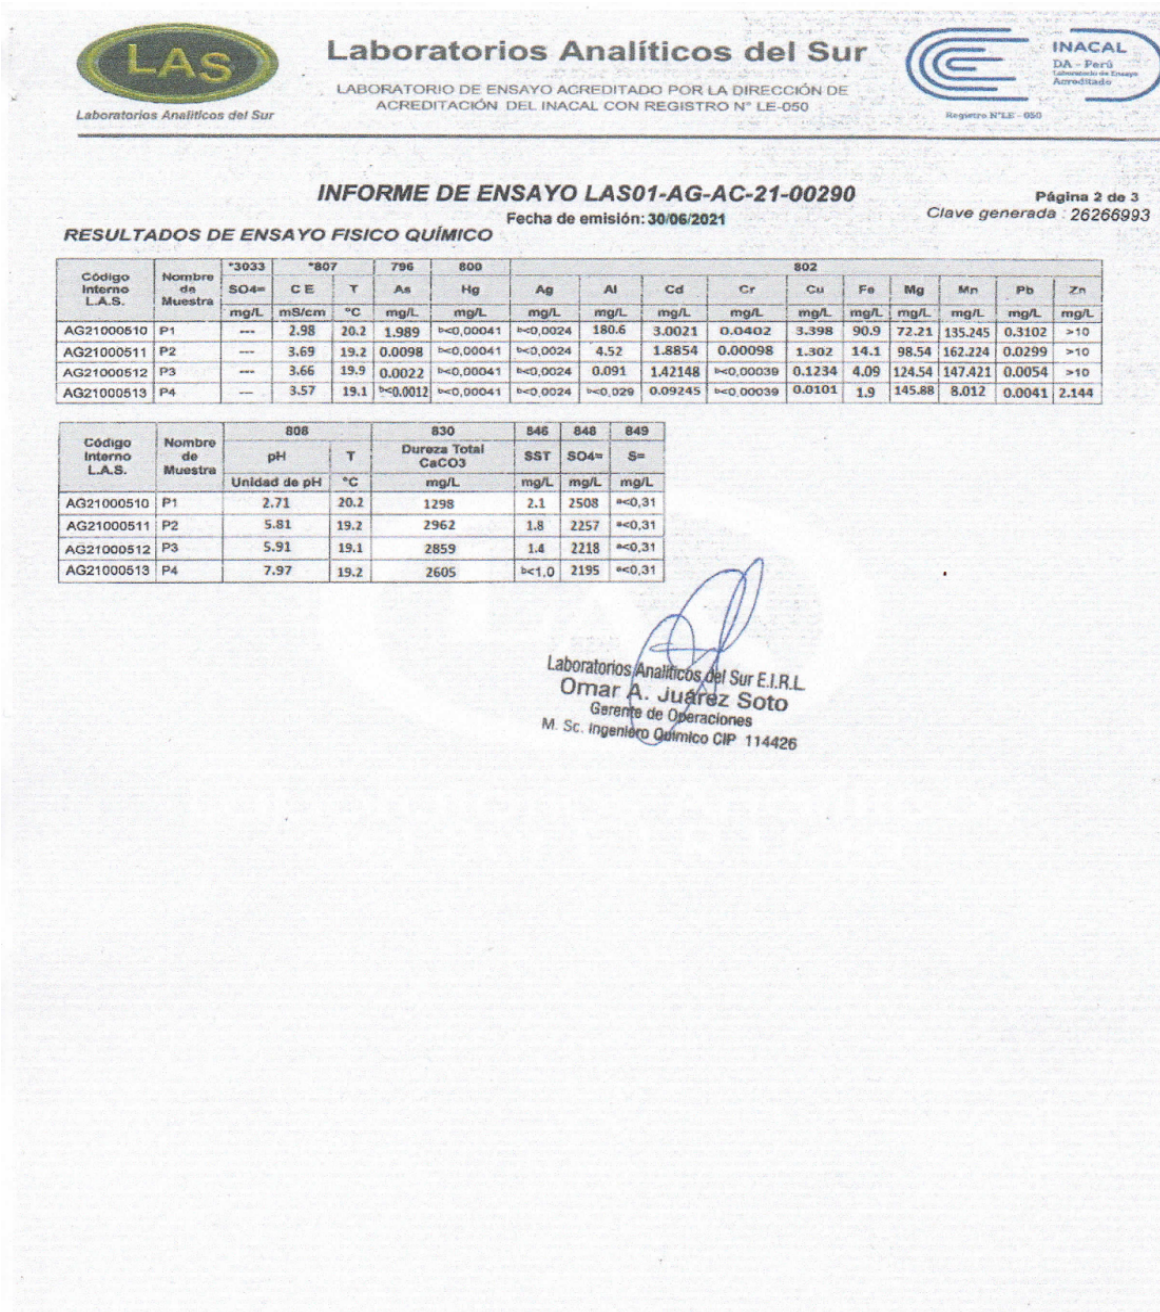 LAS
Laboratorios Analíticos del Sur
Laboratorios Analíticos del Sur
LABORATORIO DE ENSAYO ACREDITADO POR LA DIRECCIÓN DE
ACREDITACIÓN DEL INACAL CON REGISTRO N° LE-050
INACAL
DA - Perú
Laboratorio de Ensayo
Acreditado
Registro N°LE - 050
INFORME DE ENSAYO LAS01-AG-AC-21-00290
Página 2 de 3
Fecha de emisión: 30/06/2021
Clave generada : 26266993
RESULTADOS DE ENSAYO FISICO QUÍMICO
Código Interno L.A.S. Nombre de Muestra *3033 *807 796 800 802
SO4= C E T As Hg Ag Al Cd Cr Cu Fe Mg Mn Pb Zn
mg/L mS/cm °C mg/L mg/L mg/L mg/L mg/L mg/L mg/L mg/L mg/L mg/L mg/L mg/L
AG21000510 P1 --- 2.98 20.2 1.989 b<0,00041 b<0,0024 180.6 3.0021 0.0402 3.398 90.9 72.21 135.245 0.3102 >10
AG21000511 P2 --- 3.69 19.2 0.0098 b<0,00041 b<0,0024 4.52 1.8854 0.00098 1.302 14.1 98.54 162.224 0.0299 >10
AG21000512 P3 --- 3.66 19.9 0.0022 b<0,00041 b<0,0024 0.091 1.42148 b<0,00039 0.1234 4.09 124.54 147.421 0.0054 >10
AG21000513 P4 --- 3.57 19.1 b<0.0012 b<0,00041 b<0,0024 b<0,029 0.09245 b<0,00039 0.0101 1.9 145.88 8.012 0.0041 2.144
Código Interno L.A.S. Nombre de Muestra 808 830 846 848 849
pH T Dureza Total CaCO3 SST SO4= S=
Unidad de pH °C mg/L mg/L mg/L mg/L
AG21000510 P1 2.71 20.2 1298 2.1 2508 a<0,31
AG21000511 P2 5.81 19.2 2962 1.8 2257 a<0,31
AG21000512 P3 5.91 19.1 2859 1.4 2218 a<0,31
AG21000513 P4 7.97 19.2 2605 b<1,0 2195 a<0,31
Laboratorios Analíticos del Sur E.I.R.L
Omar A. Juárez Soto
Gerente de Operaciones
M. Sc. Ingeniero Químico CIP 114426